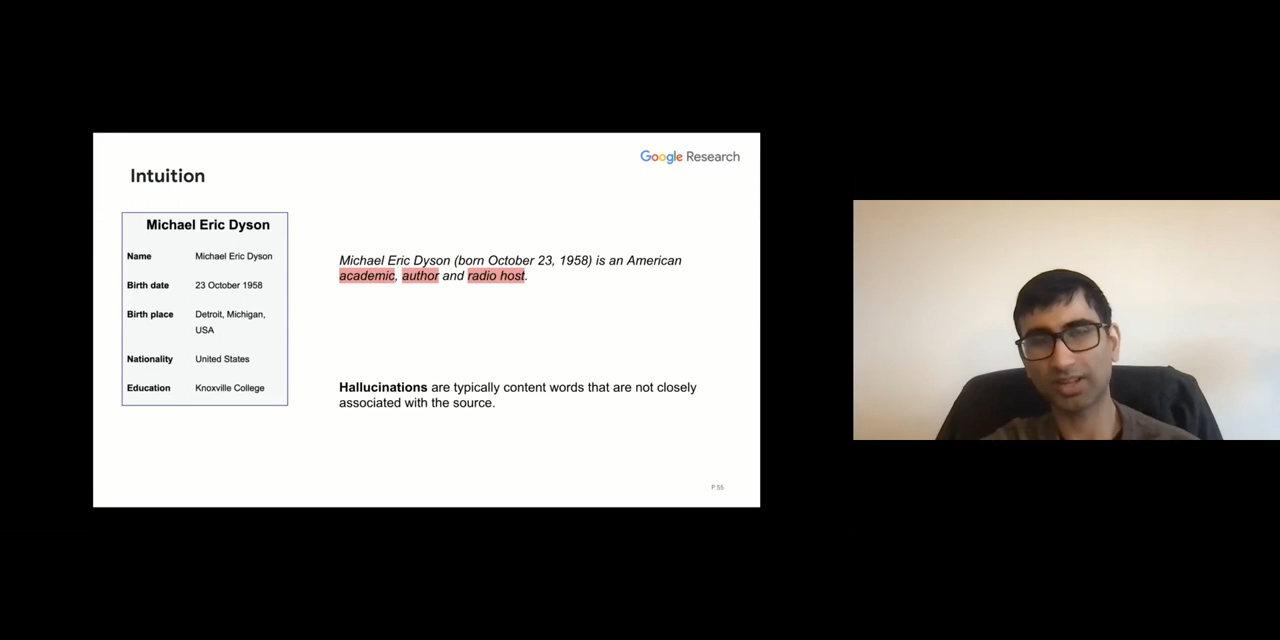 Google Research
Intuition
Michael Eric Dyson
Name Michael Eric Dyson
Birth date 23 October 1958
Birth place Detroit, Michigan,
USA
Nationality United States
Education Knoxville College
Michael Eric Dyson (born October 23, 1958) is an American
academic, author and radio host.
Hallucinations are typically content words that are not closely
associated with the source.
P 55